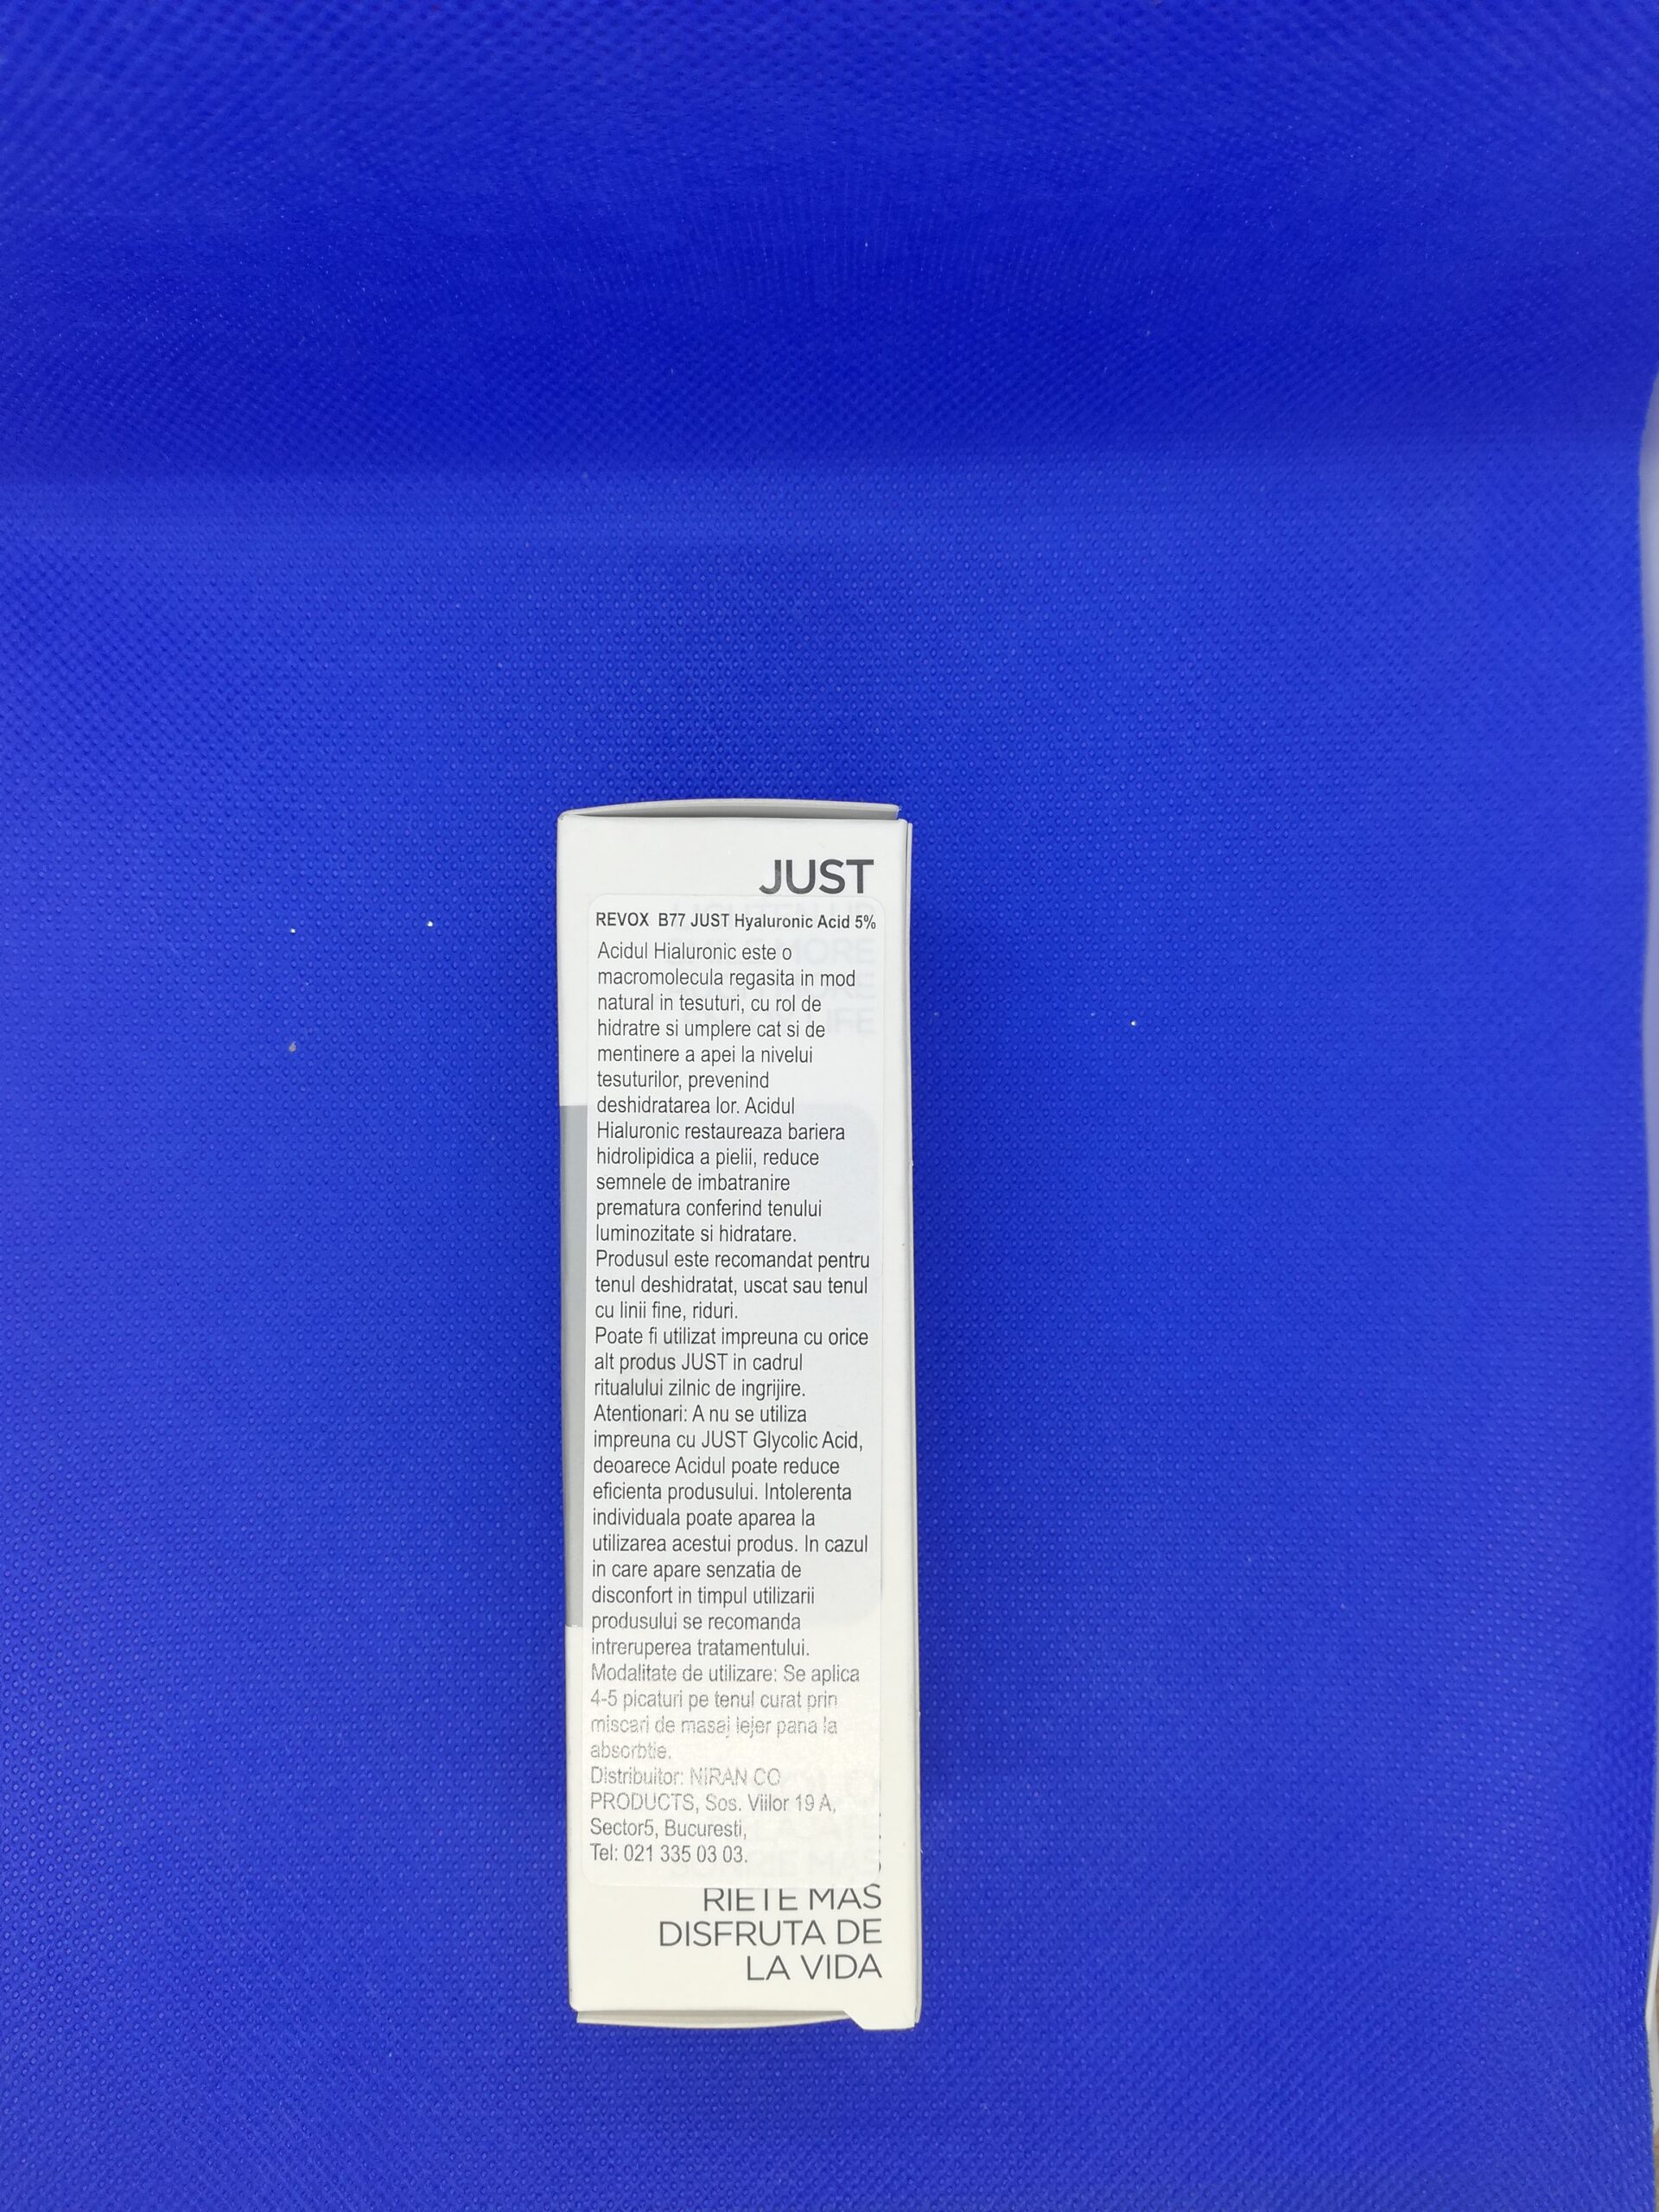 JUST
REVOX B77 JUST Hyaluronic Acid 5%
Acidul Hialuronic este o
macromolecula regasita in mod
natural in tesuturi, cu rol de
hidratre si umplere cat si de
mentinere a apei la nivelui
tesuturilor, prevenind
deshidratarea lor. Acidul
Hialuronic restaureaza bariera
hidrolipidica a pielii, reduce
semnele de imbatranire
prematura conferind tenului
luminozitate si hidratare.
Produsul este recomandat pentru
tenul deshidratat, uscat sau tenul
cu linii fine, riduri.
Poate fi utilizat impreuna cu orice
alt produs JUST in cadrul
ritualului zilnic de ingrijire.
Atentionari: A nu se utiliza
impreuna cu JUST Glycolic Acid,
deoarece Acidul poate reduce
eficienta produsului. Intolerenta
individuala poate aparea la
utilizarea acestui produs. In cazul
in care apare senzatia de
disconfort in timpul utilizarii
produsului se recomanda
intreruperea tratamentului.
Modalitate de utilizare: Se aplica
4-5 picaturi pe tenul curat prin
miscari de masaj lejer pana la
absorbtie.
Distribuitor: NIRAN CO
PRODUCTS, Sos. Viilor 19 A,
Sector5, Bucuresti,
Tel: 021 335 03 03.
RIETE MAS
DISFRUTA DE
LA VIDA